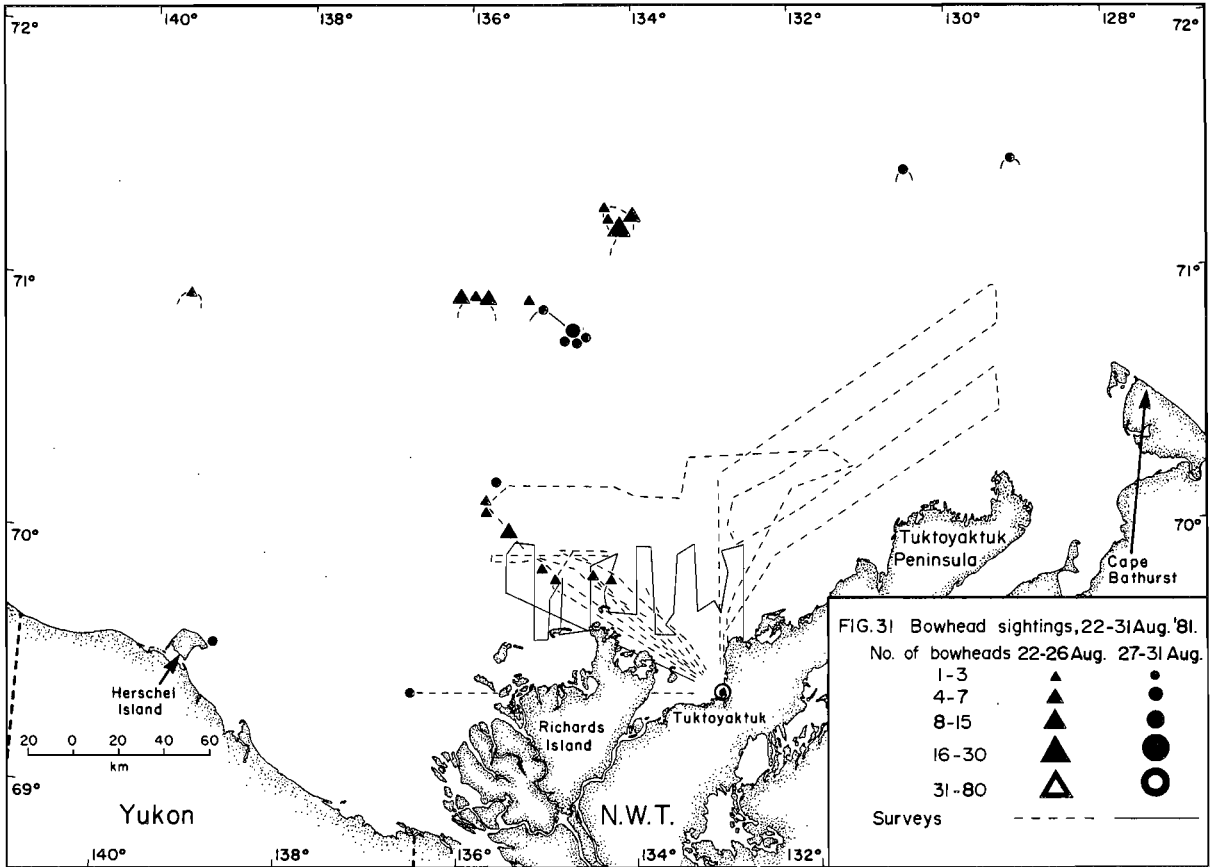 72° 140° 138° 136° 134° 132° 130° 128° 72°
71° 71°
70° 70°
Tuktoyaktuk
Peninsula
Cape
Bathurst
Herschel
Island
Richards
Island
Tuktoyaktuk
20 0 20 40 60
km
69°
Yukon
N.W.T.
140° 138° 136° 134° 132°
FIG.31 Bowhead sightings, 22-31 Aug. '81.
No. of bowheads 22-26 Aug. 27-31 Aug.
1-3
4-7
8-15
16-30
31-80
Surveys